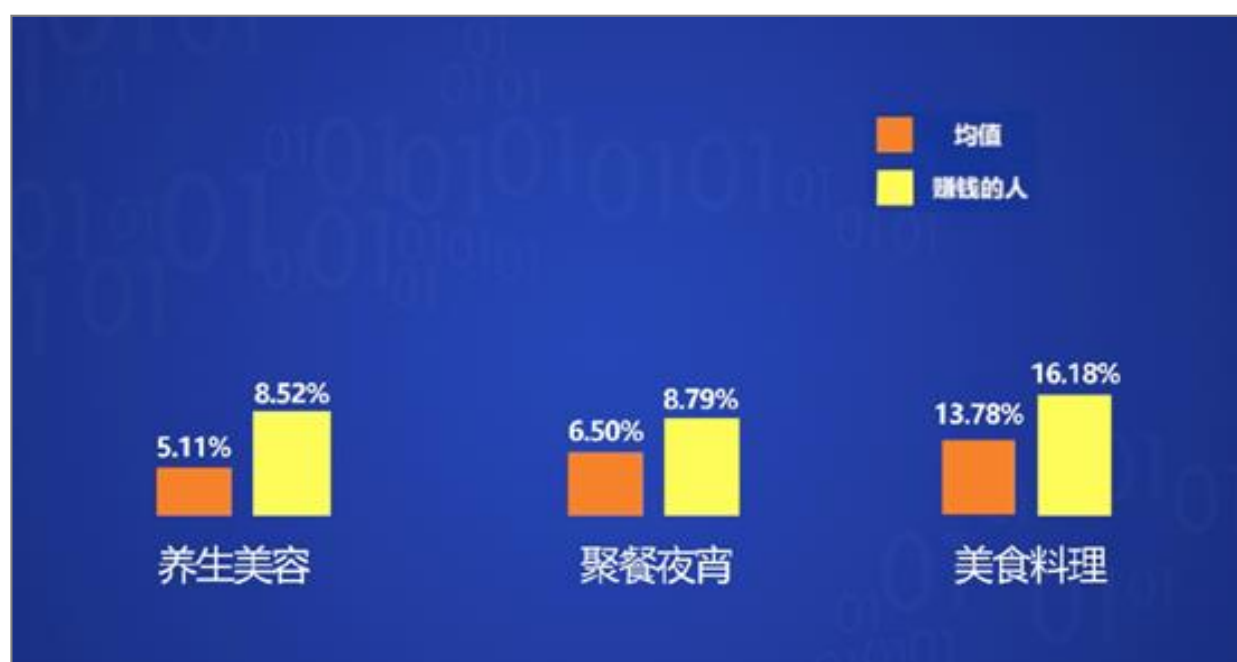 均值
赚钱的人
5.11%
8.52%
6.50%
8.79%
13.78%
16.18%
养生美容
聚餐夜宵
美食料理